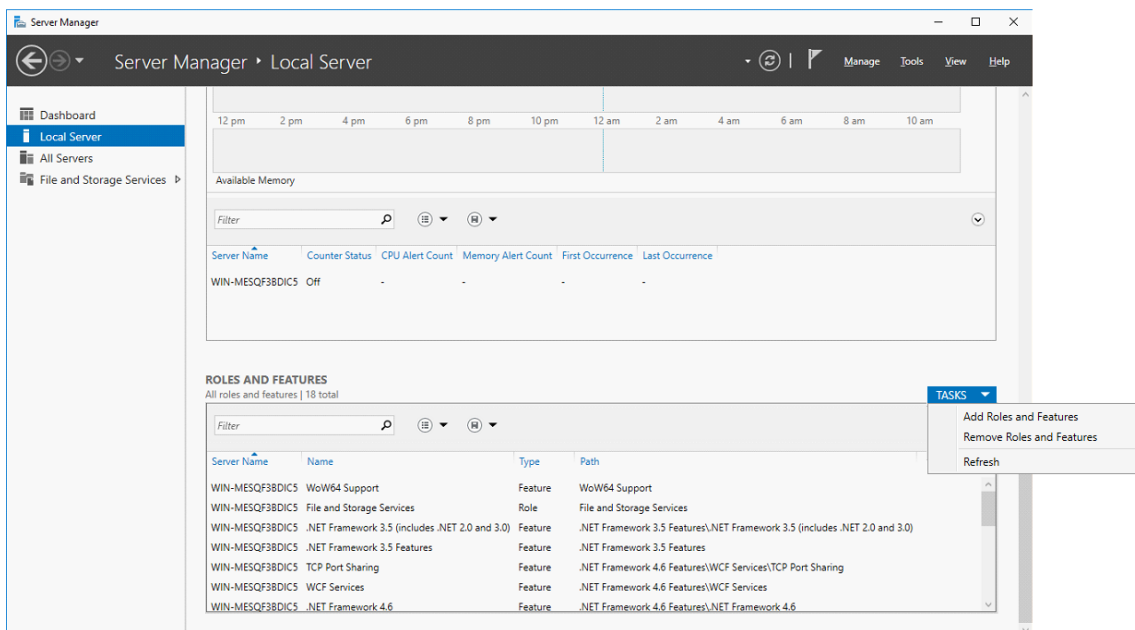 Server Manager
Server Manager • Local Server
Manage Tools View Help
Dashboard
Local Server
All Servers
File and Storage Services
12 pm 2 pm 4 pm 6 pm 8 pm 10 pm 12 am 2 am 4 am 6 am 8 am 10 am
Available Memory
Filter
Server Name Counter Status CPU Alert Count Memory Alert Count First Occurrence Last Occurrence
WIN-MESQF3BDIC5 Off - - - -
ROLES AND FEATURES
All roles and features | 18 total
TASKS
Add Roles and Features
Remove Roles and Features
Refresh
Filter
Server Name Name Type Path
WIN-MESQF3BDIC5 WoW64 Support Feature WoW64 Support
WIN-MESQF3BDIC5 File and Storage Services Role File and Storage Services
WIN-MESQF3BDIC5 .NET Framework 3.5 (includes .NET 2.0 and 3.0) Feature .NET Framework 3.5 Features\.NET Framework 3.5 (includes .NET 2.0 and 3.0)
WIN-MESQF3BDIC5 .NET Framework 3.5 Features Feature .NET Framework 3.5 Features
WIN-MESQF3BDIC5 TCP Port Sharing Feature .NET Framework 4.6 Features\WCF Services\TCP Port Sharing
WIN-MESQF3BDIC5 WCF Services Feature .NET Framework 4.6 Features\WCF Services
WIN-MESQF3BDIC5 .NET Framework 4.6 Feature .NET Framework 4.6 Features\.NET Framework 4.6